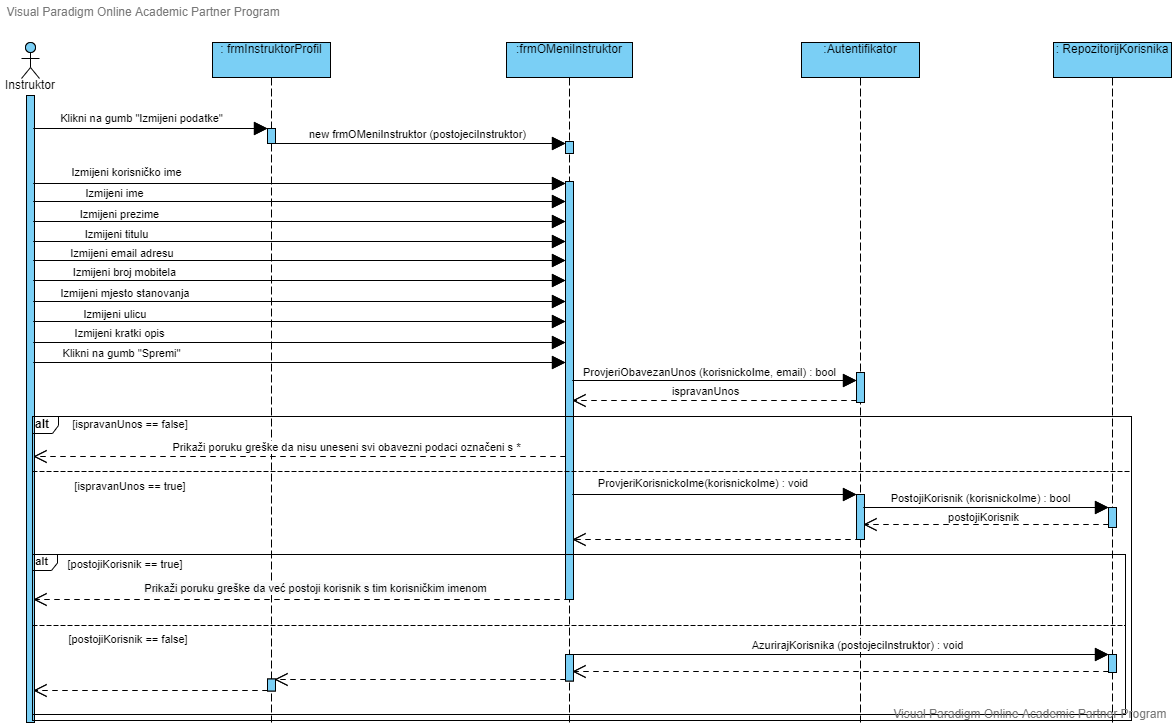 Visual Paradigm Online Academic Partner Program
Instruktor
: frmInstruktorProfil
:frmOMeniInstruktor
:Autentifikator
: RepozitorijKorisnika
Klikni na gumb "Izmijeni podatke"
new frmOMeniInstruktor (postojeciInstruktor)
Izmijeni korisničko ime
Izmijeni ime
Izmijeni prezime
Izmijeni titulu
Izmijeni email adresu
Izmijeni broj mobitela
Izmijeni mjesto stanovanja
Izmijeni ulicu
Izmijeni kratki opis
Klikni na gumb "Spremi"
ProvjeriObavezanUnos (korisnickoIme, email) : bool
ispravanUnos
alt
[ispravanUnos == false]
Prikaži poruku greške da nisu uneseni svi obavezni podaci označeni s *
[ispravanUnos == true]
ProvjeriKorisnickoIme(korisnickoIme) : void
PostojiKorisnik (korisnickoIme) : bool
postojiKorisnik
alt
[postojiKorisnik == true]
Prikaži poruku greške da već postoji korisnik s tim korisničkim imenom
[postojiKorisnik == false]
AzurirajKorisnika (postojeciInstruktor) : void
Visual Paradigm Online Academic Partner Program